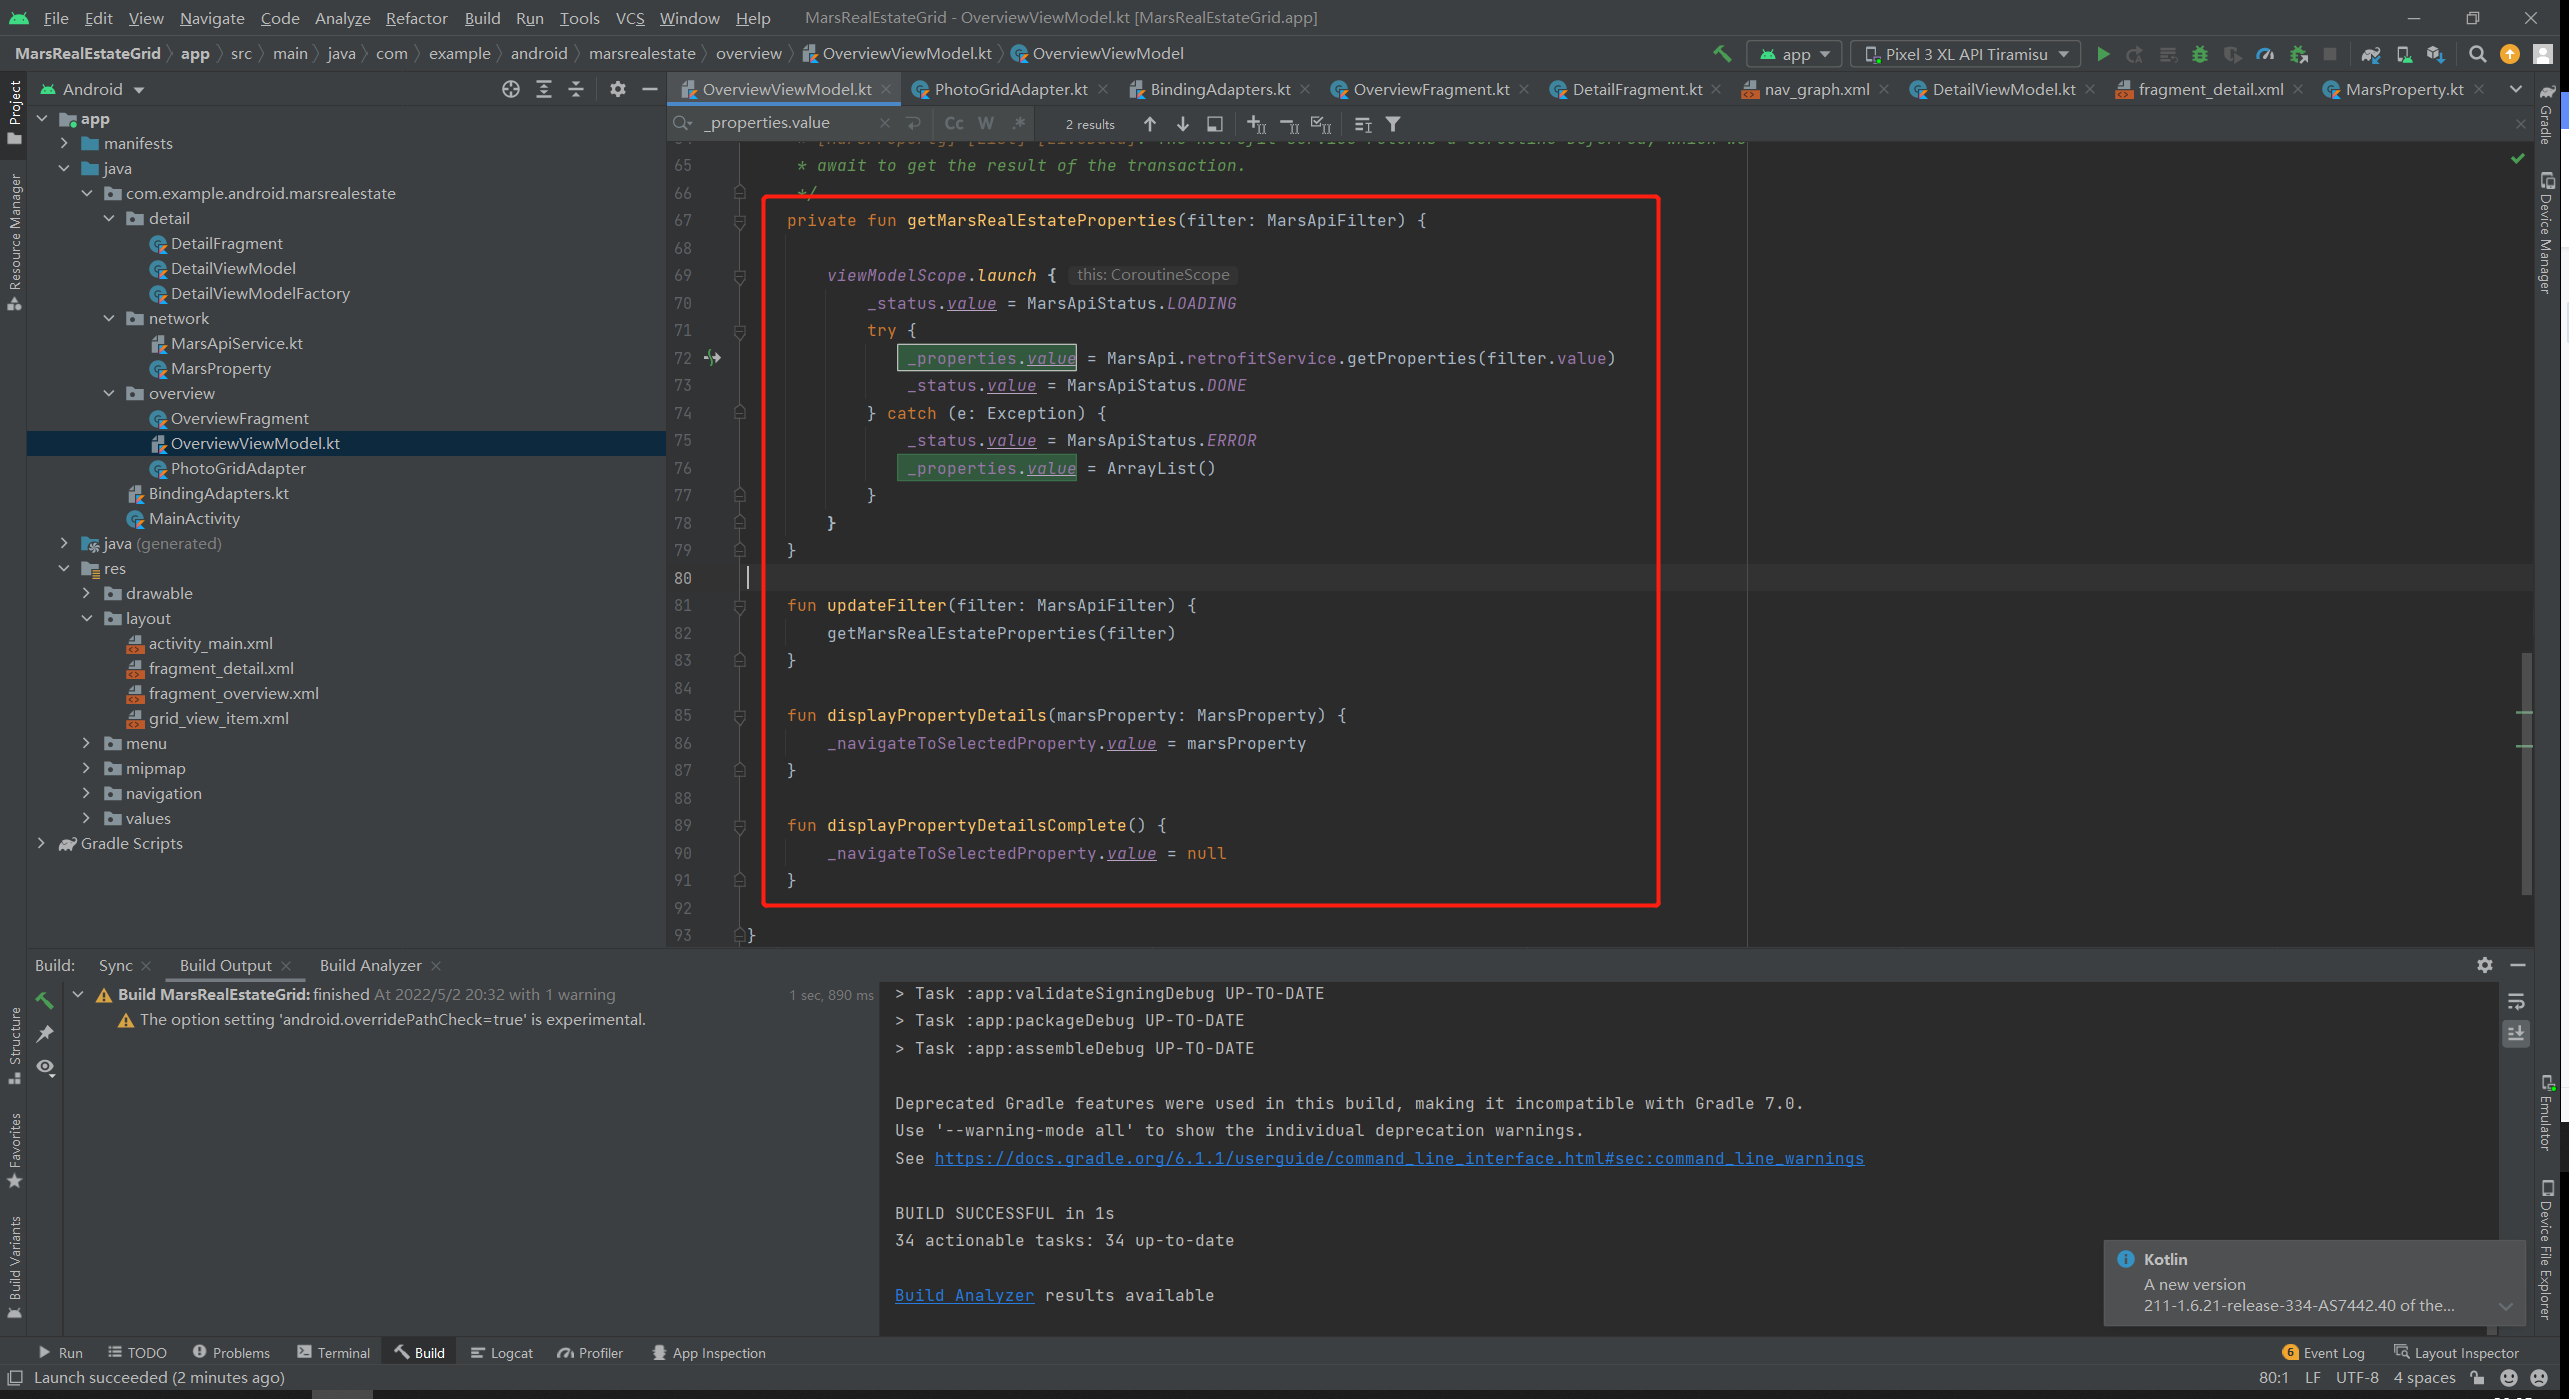 File Edit View Navigate Code Analyze Refactor Build Run Tools VCS Window Help MarsRealEstateGrid - OverviewViewModel.kt [MarsRealEstateGrid.app]
MarsRealEstateGrid app src main java com example android marsrealestate overview OverviewViewModel.kt OverviewViewModel app Pixel 3 XL API Tiramisu
Android
OverviewViewModel.kt PhotoGridAdapter.kt BindingAdapters.kt OverviewFragment.kt DetailFragment.kt nav_graph.xml DetailViewModel.kt fragment_detail.xml MarsProperty.kt
_properties.value Cc W .* 2 results
Project
Resource Manager
app
manifests
java
com.example.android.marsrealestate
detail
DetailFragment
DetailViewModel
DetailViewModelFactory
network
MarsApiService.kt
MarsProperty
overview
OverviewFragment
OverviewViewModel.kt
PhotoGridAdapter
BindingAdapters.kt
MainActivity
java (generated)
res
drawable
layout
activity_main.xml
fragment_detail.xml
fragment_overview.xml
grid_view_item.xml
menu
mipmap
navigation
values
Gradle Scripts
65 * await to get the result of the transaction.
66 */
67 private fun getMarsRealEstateProperties(filter: MarsApiFilter) {
68
69 viewModelScope.launch { this: CoroutineScope
70 _status.value = MarsApiStatus.LOADING
71 try {
72 _properties.value = MarsApi.retrofitService.getProperties(filter.value)
73 _status.value = MarsApiStatus.DONE
74 } catch (e: Exception) {
75 _status.value = MarsApiStatus.ERROR
76 _properties.value = ArrayList()
77 }
78 }
79 }
80
81 fun updateFilter(filter: MarsApiFilter) {
82 getMarsRealEstateProperties(filter)
83 }
84
85 fun displayPropertyDetails(marsProperty: MarsProperty) {
86 _navigateToSelectedProperty.value = marsProperty
87 }
88
89 fun displayPropertyDetailsComplete() {
90 _navigateToSelectedProperty.value = null
91 }
92
93 }
Gradle
Device Manager
Build: Sync Build Output Build Analyzer
Build MarsRealEstateGrid: finished At 2022/5/2 20:32 with 1 warning 1 sec, 890 ms
The option setting 'android.overridePathCheck=true' is experimental.
> Task :app:validateSigningDebug UP-TO-DATE
> Task :app:packageDebug UP-TO-DATE
> Task :app:assembleDebug UP-TO-DATE
Deprecated Gradle features were used in this build, making it incompatible with Gradle 7.0.
Use '--warning-mode all' to show the individual deprecation warnings.
See https://docs.gradle.org/6.1.1/userguide/command_line_interface.html#sec:command_line_warnings
BUILD SUCCESSFUL in 1s
34 actionable tasks: 34 up-to-date
Build Analyzer results available
Structure
Favorites
Build Variants
Emulator
Device File Explorer
Kotlin
A new version
211-1.6.21-release-334-AS7442.40 of the...
Run TODO Problems Terminal Build Logcat Profiler App Inspection 6 Event Log Layout Inspector
Launch succeeded (2 minutes ago) 80:1 LF UTF-8 4 spaces